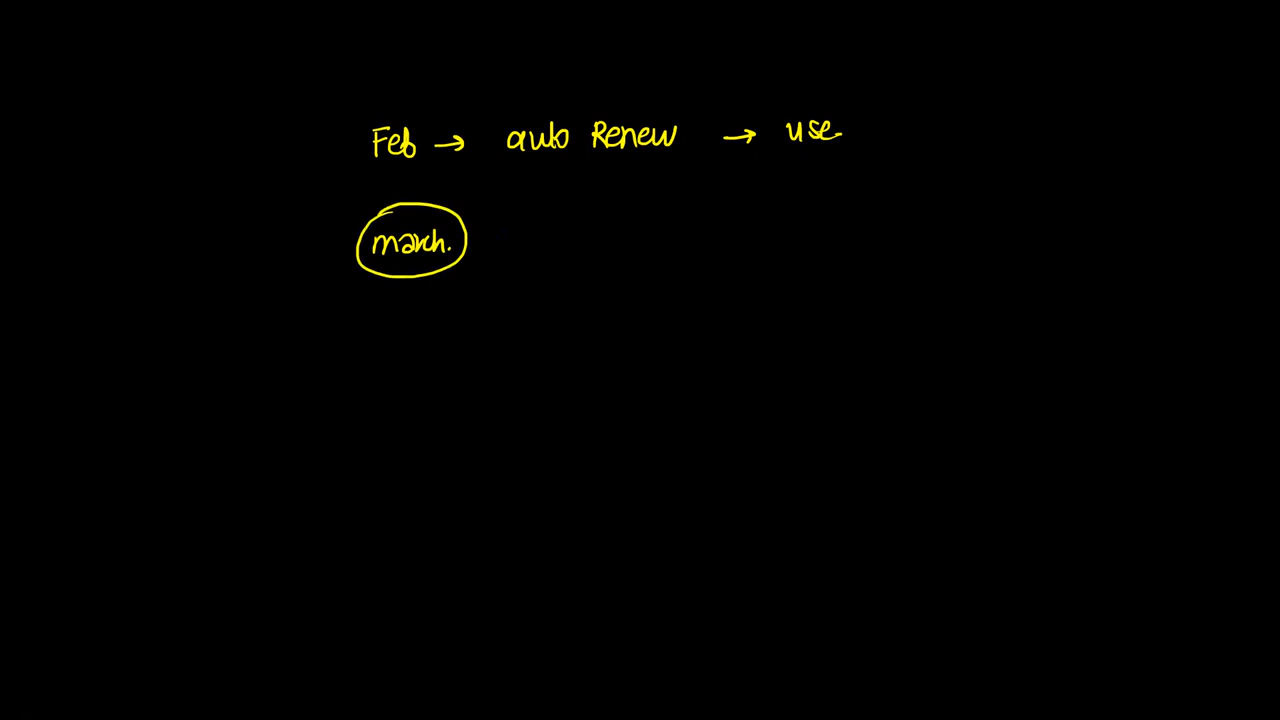 Feb → auto Renew → use.
march.